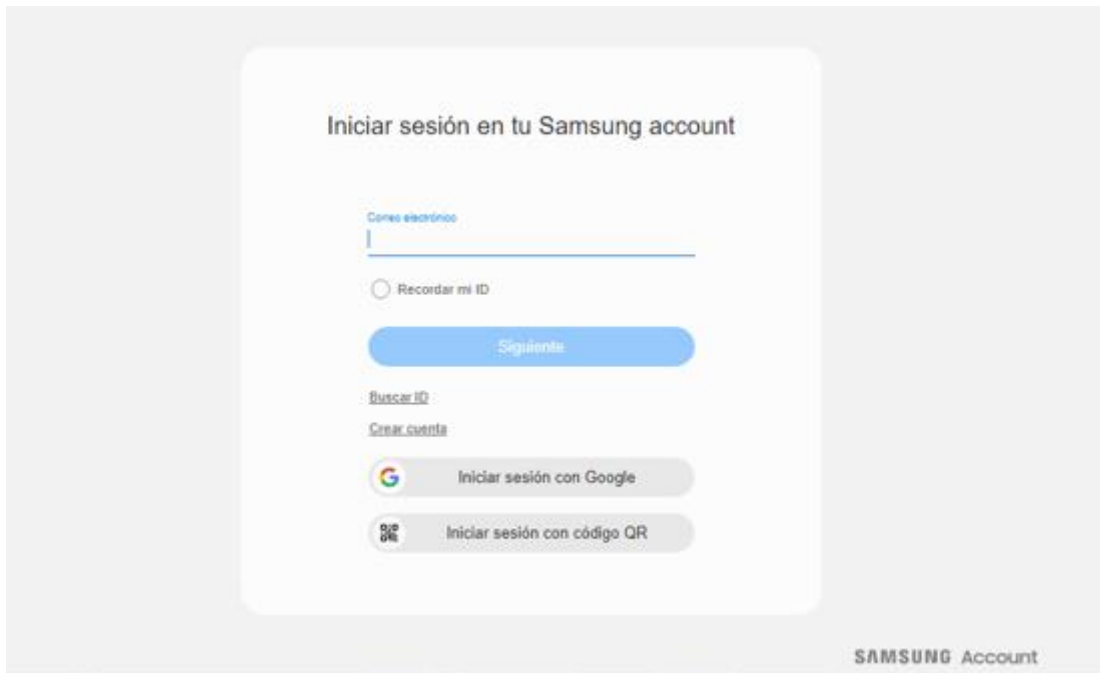 Iniciar sesión en tu Samsung account
Correo electrónico
Recordar mi ID
Siguiente
Buscar ID
Crear cuenta
Iniciar sesión con Google
Iniciar sesión con código QR
SAMSUNG Account